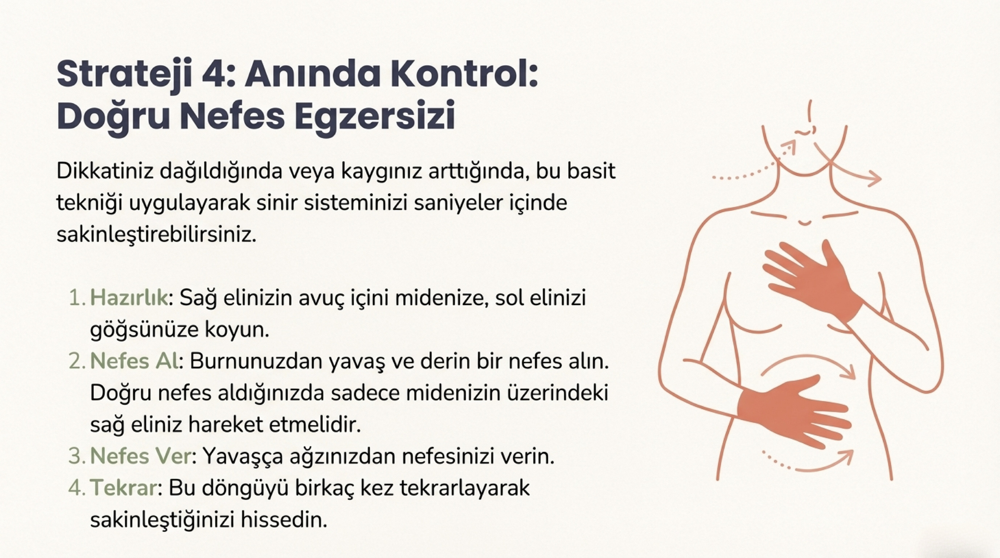 Strateji 4: Anında Kontrol:
Doğru Nefes Egzersizi
Dikkatiniz dağıldığında veya kaygınız arttığında, bu basit
tekniği uygulayarak sinir sisteminizi saniyeler içinde
sakinleştirebilirsiniz.
1. Hazırlık: Sağ elinizin avuç içini midenize, sol elinizi
göğsünüze koyun.
2. Nefes Al: Burnunuzdan yavaş ve derin bir nefes alın.
Doğru nefes aldığınızda sadece midenizin üzerindeki
sağ eliniz hareket etmelidir.
3. Nefes Ver: Yavaşça ağzınızdan nefesinizi verin.
4. Tekrar: Bu döngüyü birkaç kez tekrarlayarak
sakinleştiğinizi hissedin.